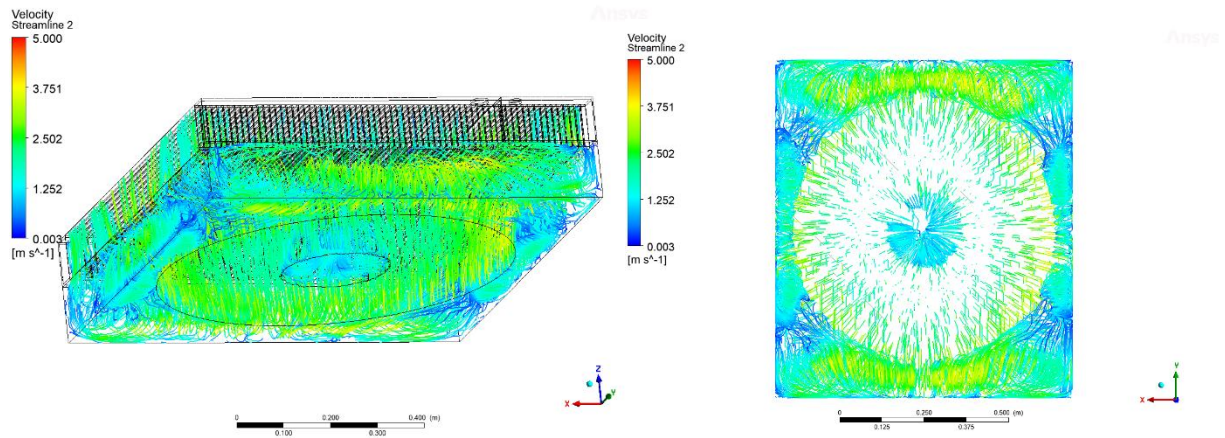 Velocity
Streamline 2
5.000
3.751
2.502
1.252
0.003
[m s^-1]
Ansys
Z
Y
X
0
0.200
0.400 (m)
0.100
0.300
Velocity
Streamline 2
5.000
3.751
2.502
1.252
0.003
[m s^-1]
Ansys
Y
X
0
0.250
0.500 (m)
0.125
0.375